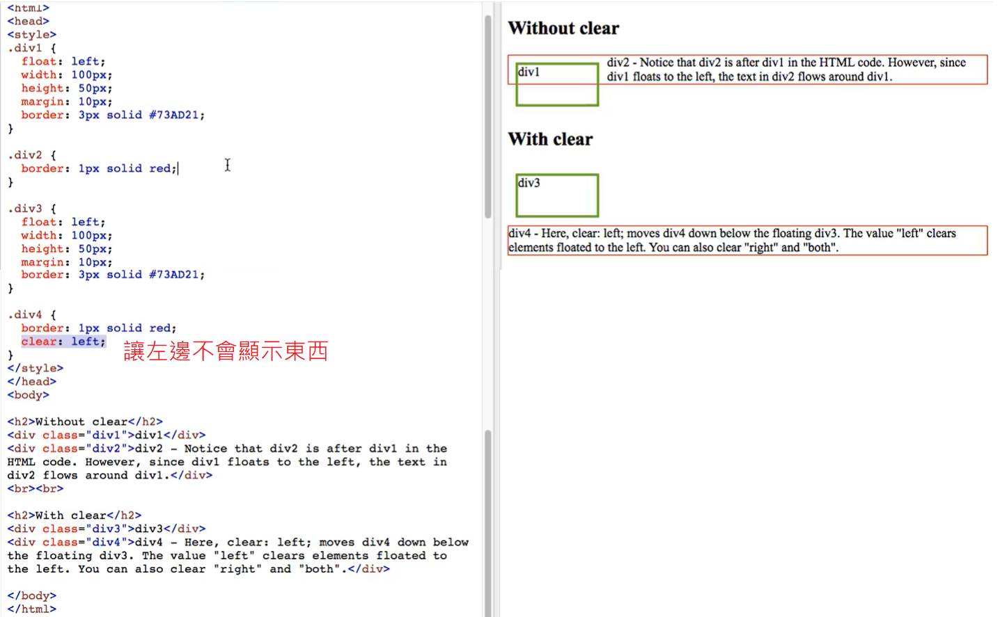 <html>
<head>
<style>
.div1 {
  float: left;
  width: 100px;
  height: 50px;
  margin: 10px;
  border: 3px solid #73AD21;
}

.div2 {
  border: 1px solid red;
}

.div3 {
  float: left;
  width: 100px;
  height: 50px;
  margin: 10px;
  border: 3px solid #73AD21;
}

.div4 {
  border: 1px solid red;
  clear: left;
讓左邊不會顯示東西
}
</style>
</head>
<body>

<h2>Without clear</h2>
<div class="div1">div1</div>
<div class="div2">div2 - Notice that div2 is after div1 in the
HTML code. However, since div1 floats to the left, the text in
div2 flows around div1.</div>
<br><br>

<h2>With clear</h2>
<div class="div3">div3</div>
<div class="div4">div4 - Here, clear: left; moves div4 down below
the floating div3. The value "left" clears elements floated to
the left. You can also clear "right" and "both".</div>

</body>
</html>

Without clear
div1
div2 - Notice that div2 is after div1 in the HTML code. However, since
div1 floats to the left, the text in div2 flows around div1.
With clear
div3
div4 - Here, clear: left; moves div4 down below the floating div3. The value "left" clears
elements floated to the left. You can also clear "right" and "both".